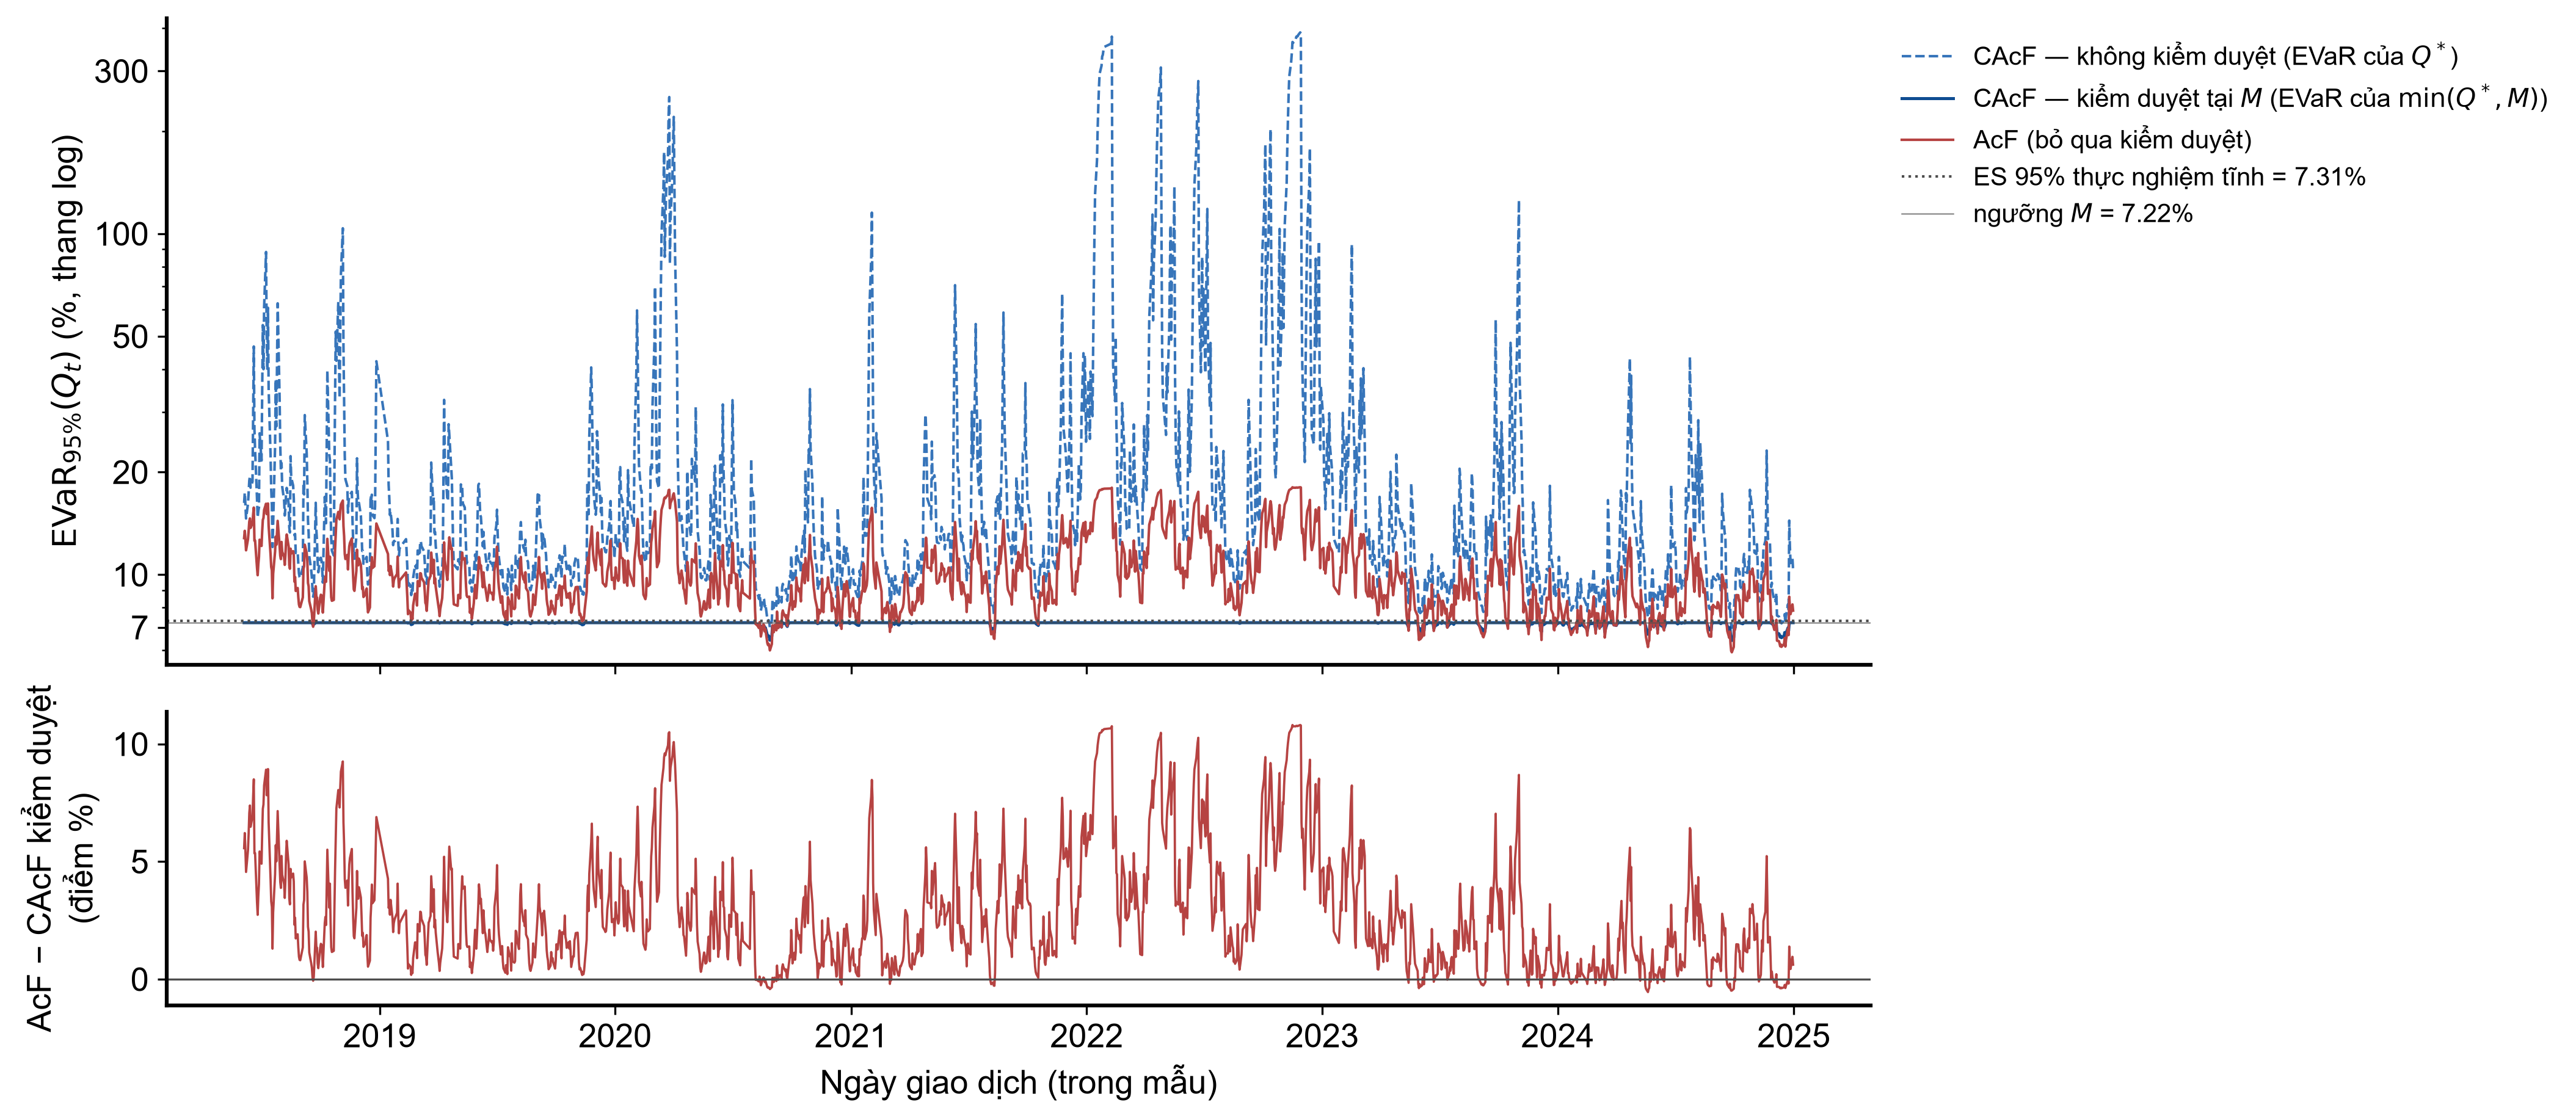 EVaR95%(Qt) (%, thang log)
300
100
50
20
10
7
CAcF — không kiểm duyệt (EVaR của Q*)
CAcF — kiểm duyệt tại M (EVaR của min(Q*, M))
AcF (bỏ qua kiểm duyệt)
ES 95% thực nghiệm tĩnh = 7.31%
ngưỡng M = 7.22%
AcF − CAcF kiểm duyệt
(điểm %)
10
5
0
2019
2020
2021
2022
2023
2024
2025
Ngày giao dịch (trong mẫu)